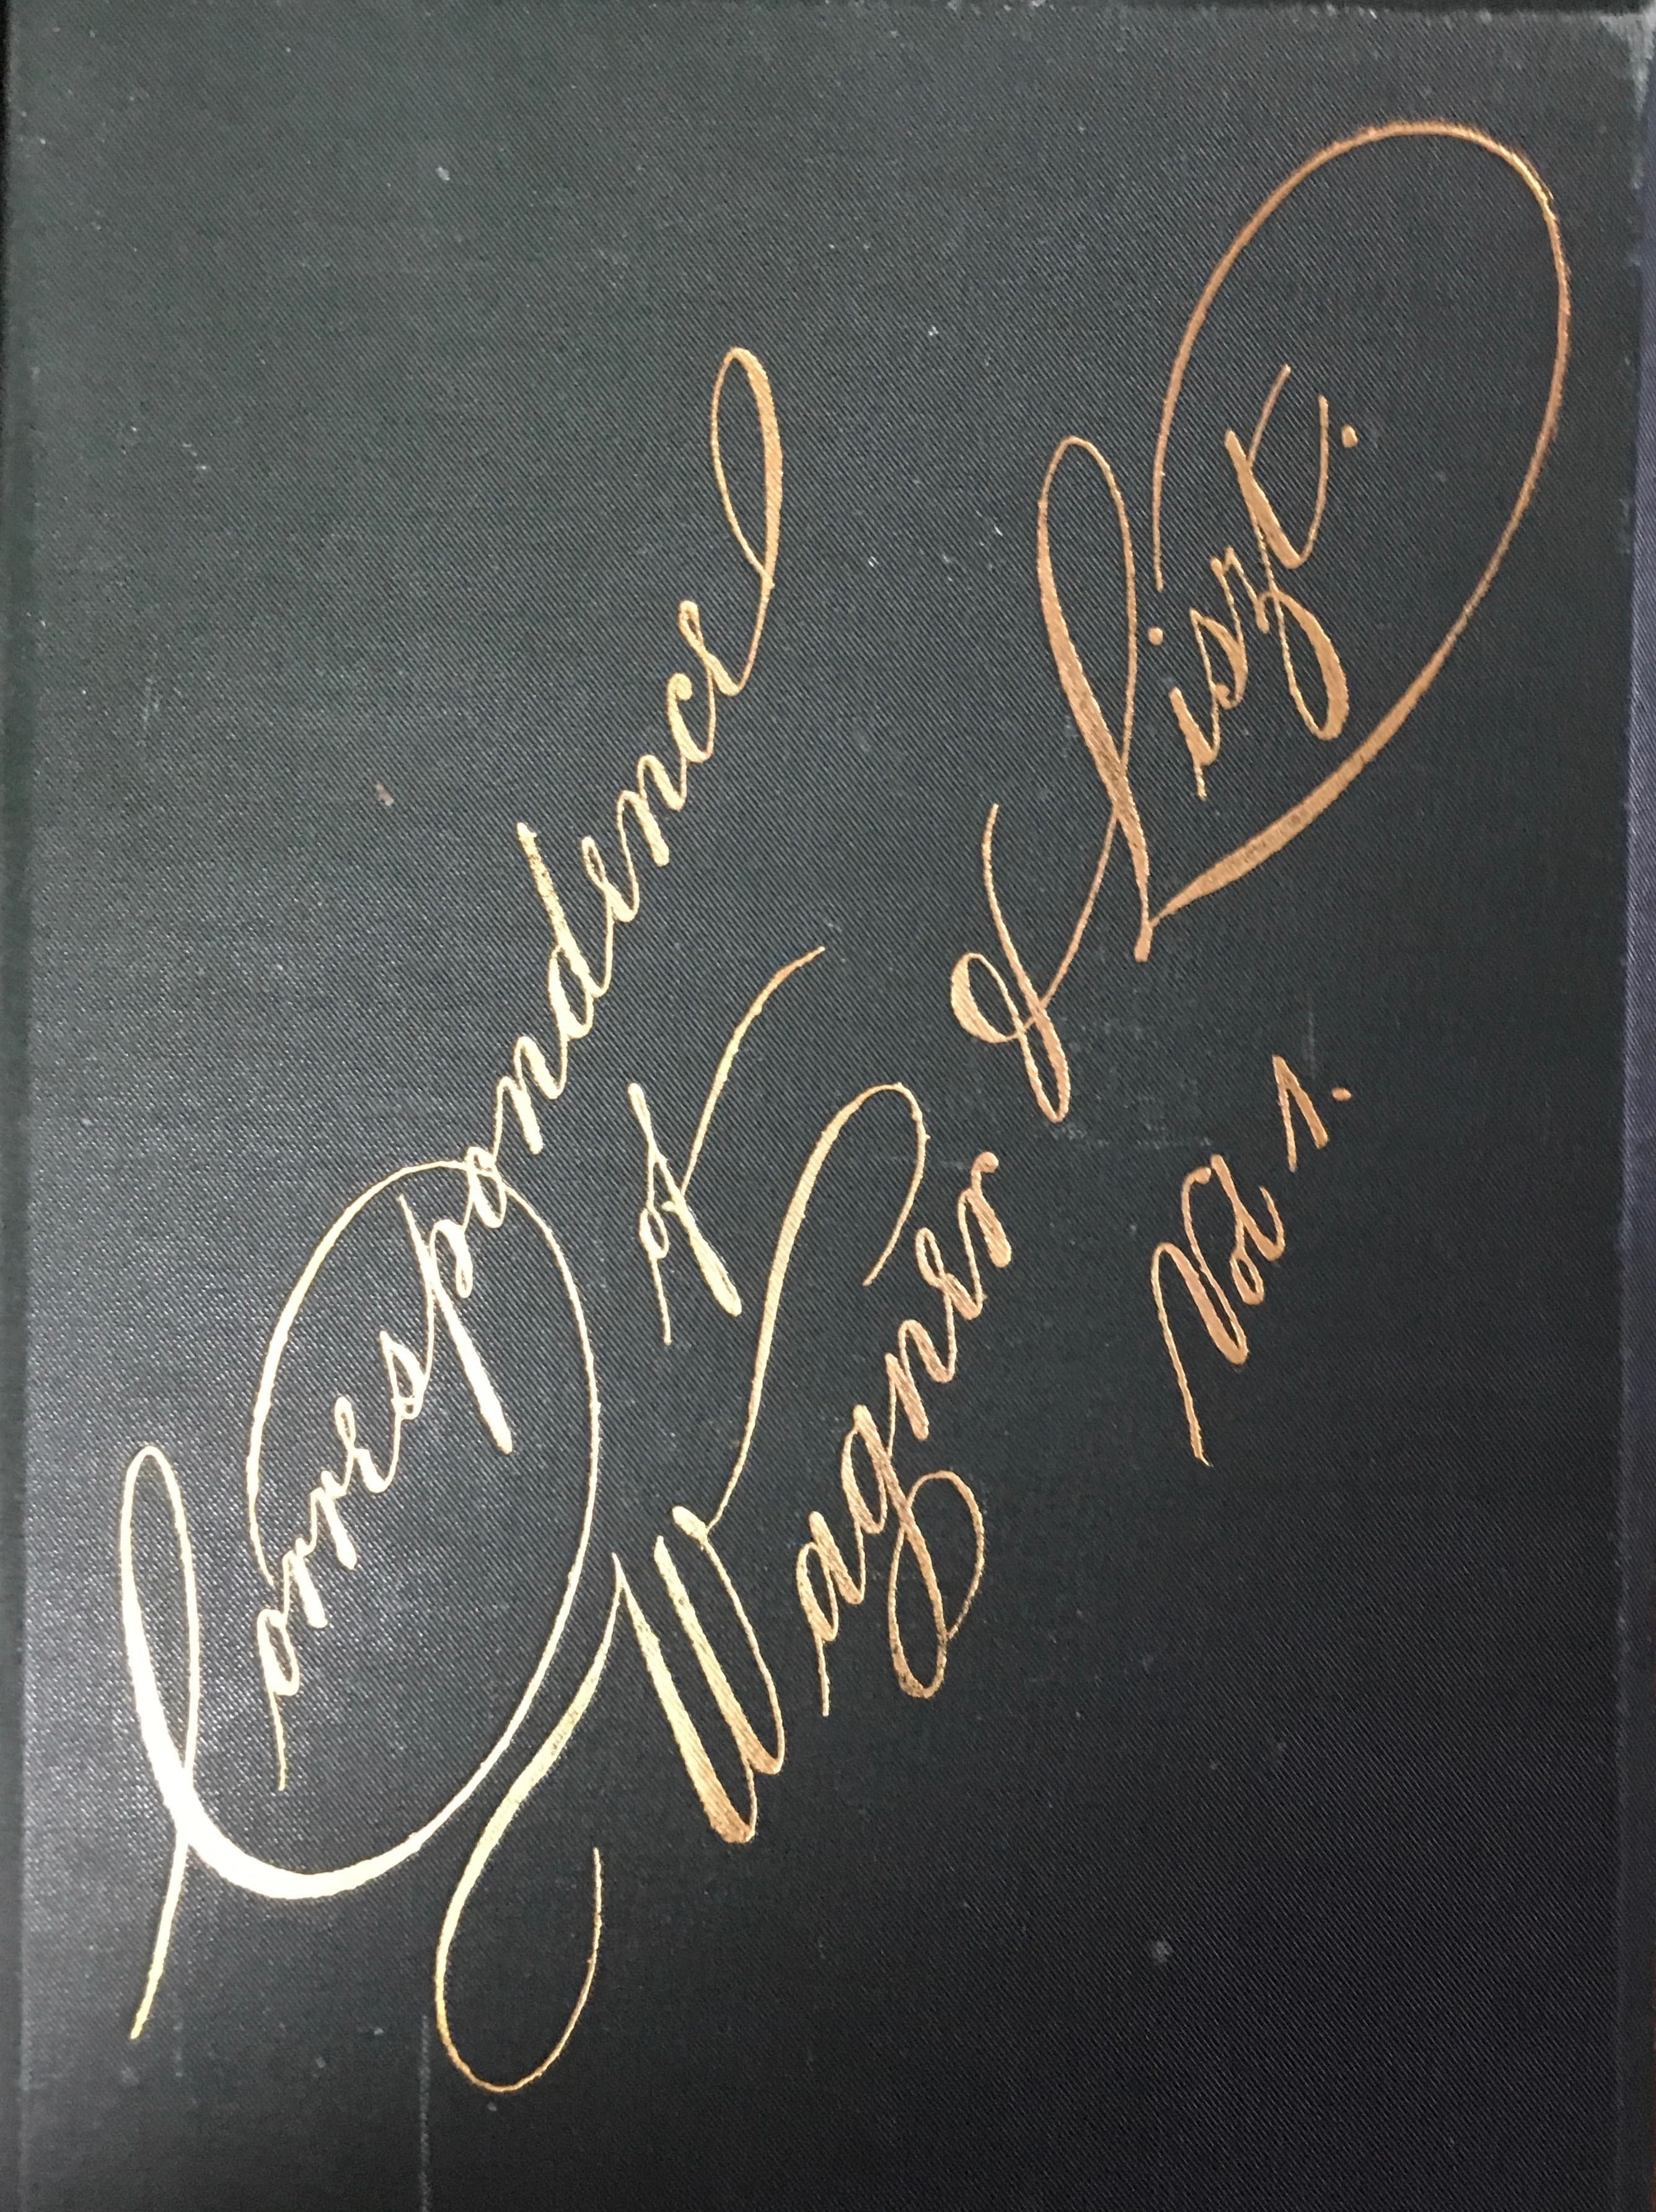 Correspondence
of
Wagner & Liszt.
Vol 1.